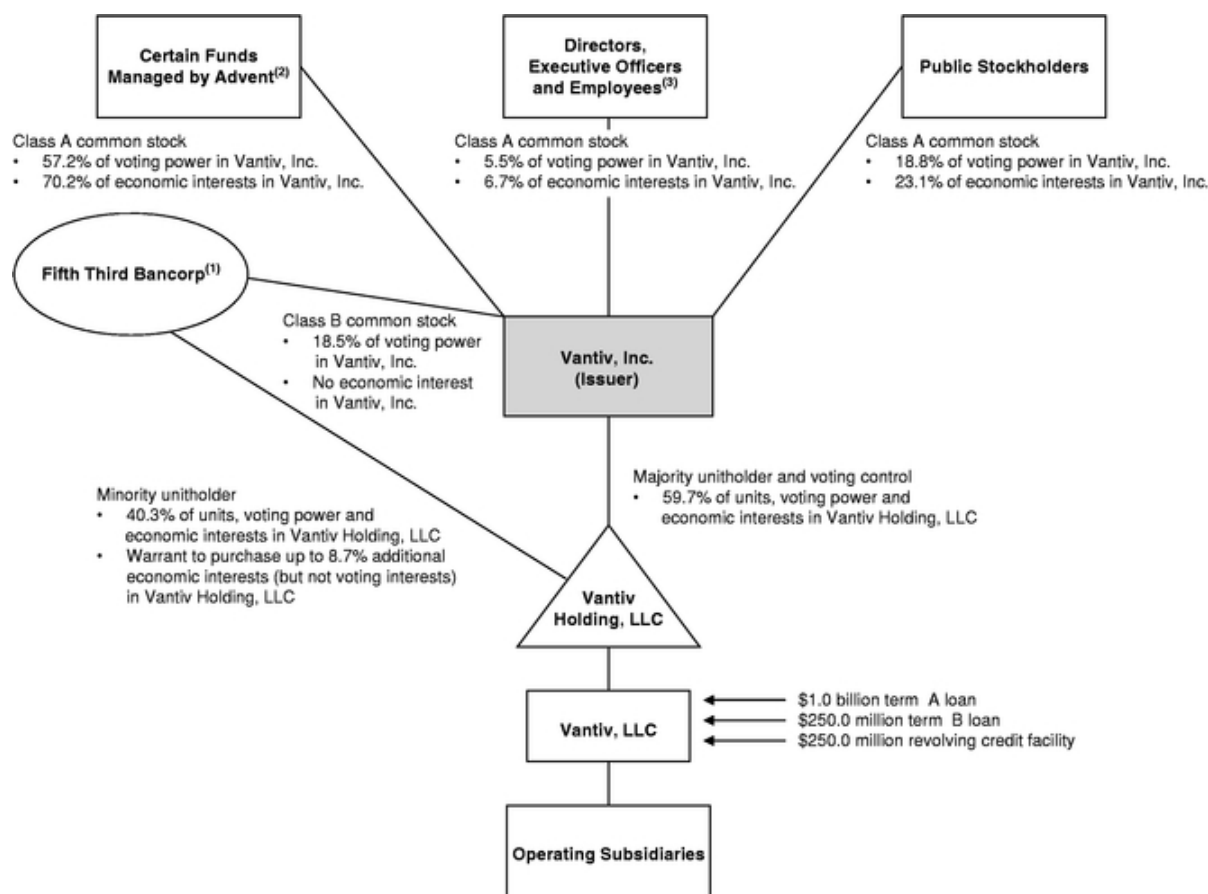 Certain Funds
Managed by Advent(2)
Directors,
Executive Officers
and Employees(3)
Public Stockholders
Class A common stock
• 57.2% of voting power in Vantiv, Inc.
• 70.2% of economic interests in Vantiv, Inc.
Class A common stock
• 5.5% of voting power in Vantiv, Inc.
• 6.7% of economic interests in Vantiv, Inc.
Class A common stock
• 18.8% of voting power in Vantiv, Inc.
• 23.1% of economic interests in Vantiv, Inc.
Fifth Third Bancorp(1)
Class B common stock
• 18.5% of voting power
in Vantiv, Inc.
• No economic interest
in Vantiv, Inc.
Vantiv, Inc.
(Issuer)
Minority unitholder
• 40.3% of units, voting power and
economic interests in Vantiv Holding, LLC
• Warrant to purchase up to 8.7% additional
economic interests (but not voting interests)
in Vantiv Holding, LLC
Majority unitholder and voting control
• 59.7% of units, voting power and
economic interests in Vantiv Holding, LLC
Vantiv
Holding, LLC
Vantiv, LLC
$1.0 billion term A loan
$250.0 million term B loan
$250.0 million revolving credit facility
Operating Subsidiaries